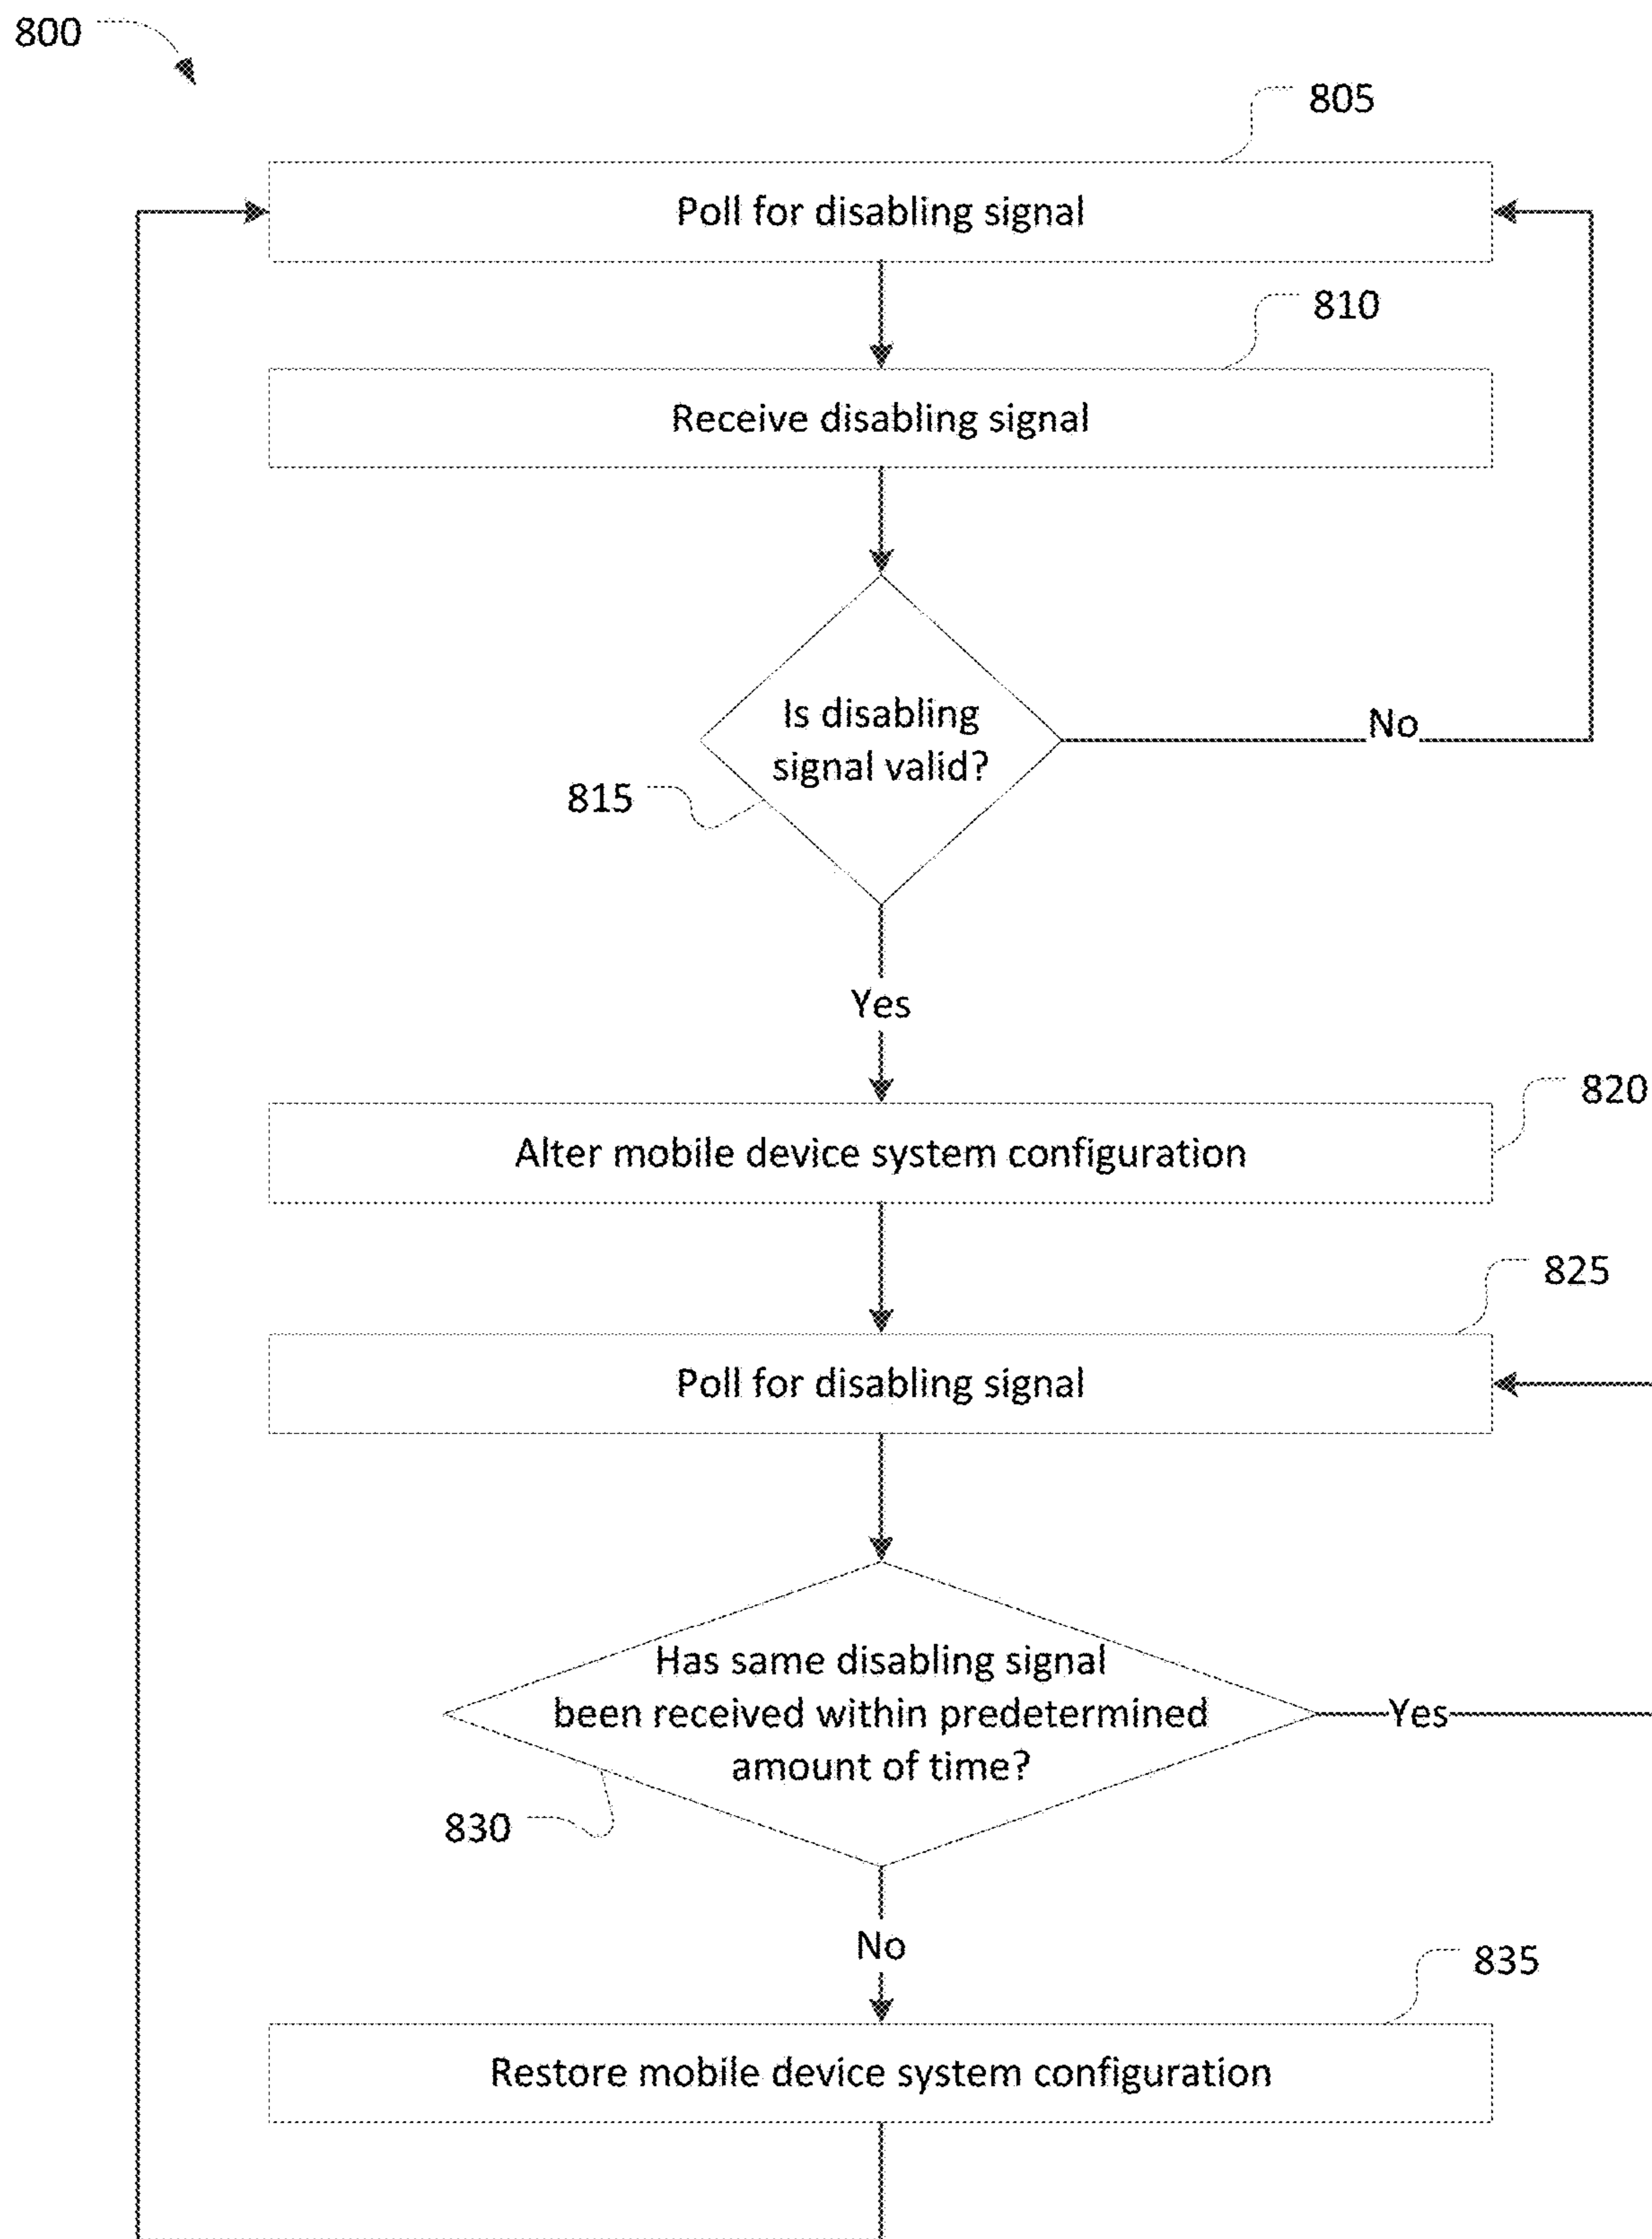 800
805
Poll for disabling signal
810
Receive disabling signal
Is disabling
signal valid?
No
815
Yes
820
Alter mobile device system configuration
825
Poll for disabling signal
Has same disabling signal
been received within predetermined
amount of time?
Yes
830
No
835
Restore mobile device system configuration